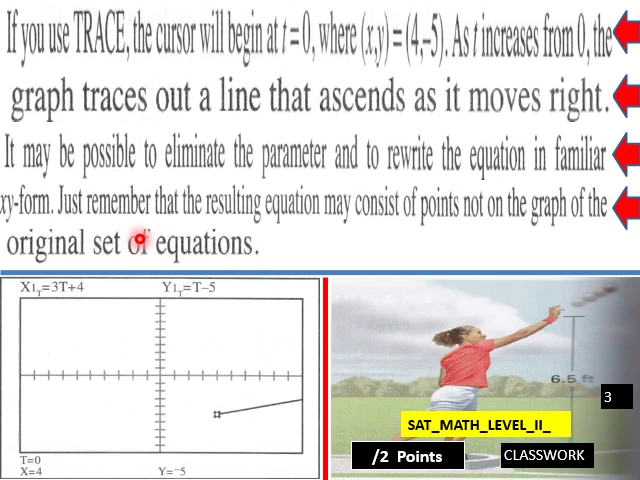 If you use TRACE, the cursor will begin at t = 0, where (x,y) = (4,–5). As t increases from 0, the
graph traces out a line that ascends as it moves right.
It may be possible to eliminate the parameter and to rewrite the equation in familiar
xy-form. Just remember that the resulting equation may consist of points not on the graph of the
original set of equations.
X1T=3T+4 Y1T=T–5
T=0
X=4 Y=⁻5
6.5 ft
3
SAT_MATH_LEVEL_II_
/2 Points
CLASSWORK